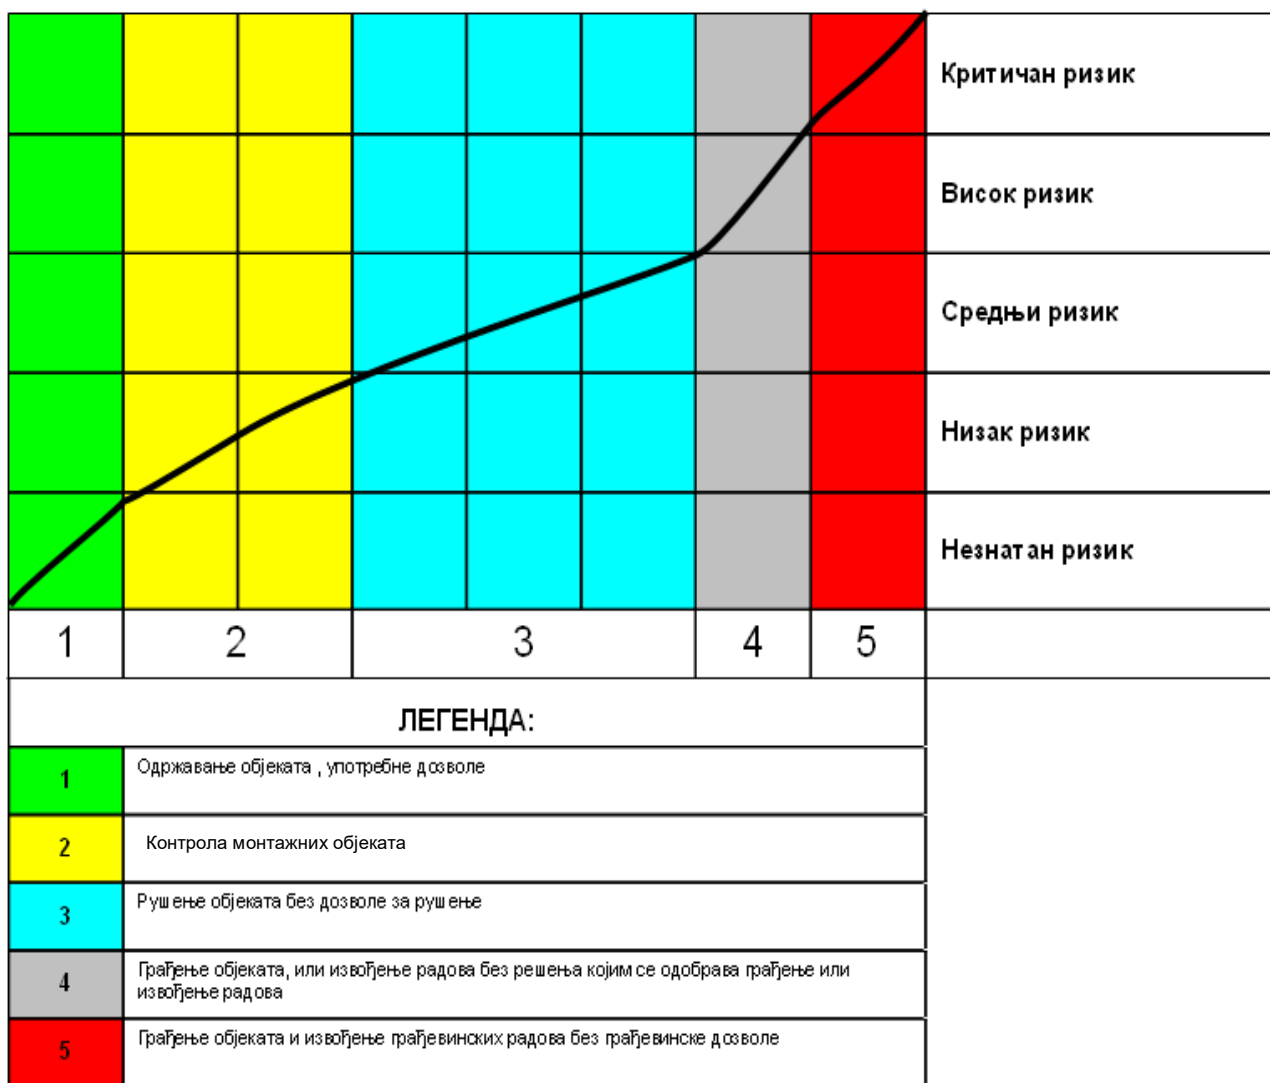 Критичан ризик
Висок ризик
Средњи ризик
Низак ризик
Незнатан ризик
1 2 3 4 5
ЛЕГЕНДА:
1 Одржавање објеката , употребне дозволе
2 Контрола монтажних објеката
3 Рушење објеката без дозволе за рушење
4 Грађење објеката, или извођење радова без решења којим се одобрава грађење или
извођење радова
5 Грађење објеката и извођење грађевинских радова без грађевинске дозволе